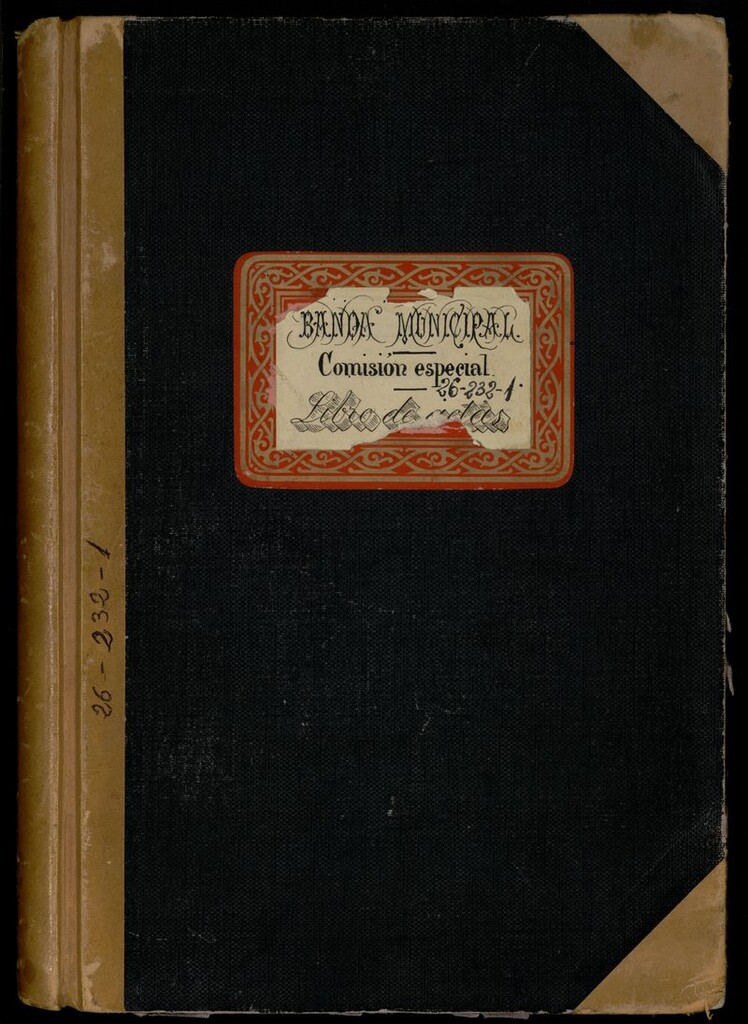 BANDA MUNICIPAL.
Comisión especial.
26-232-1.
Libro de actas
26-232-1